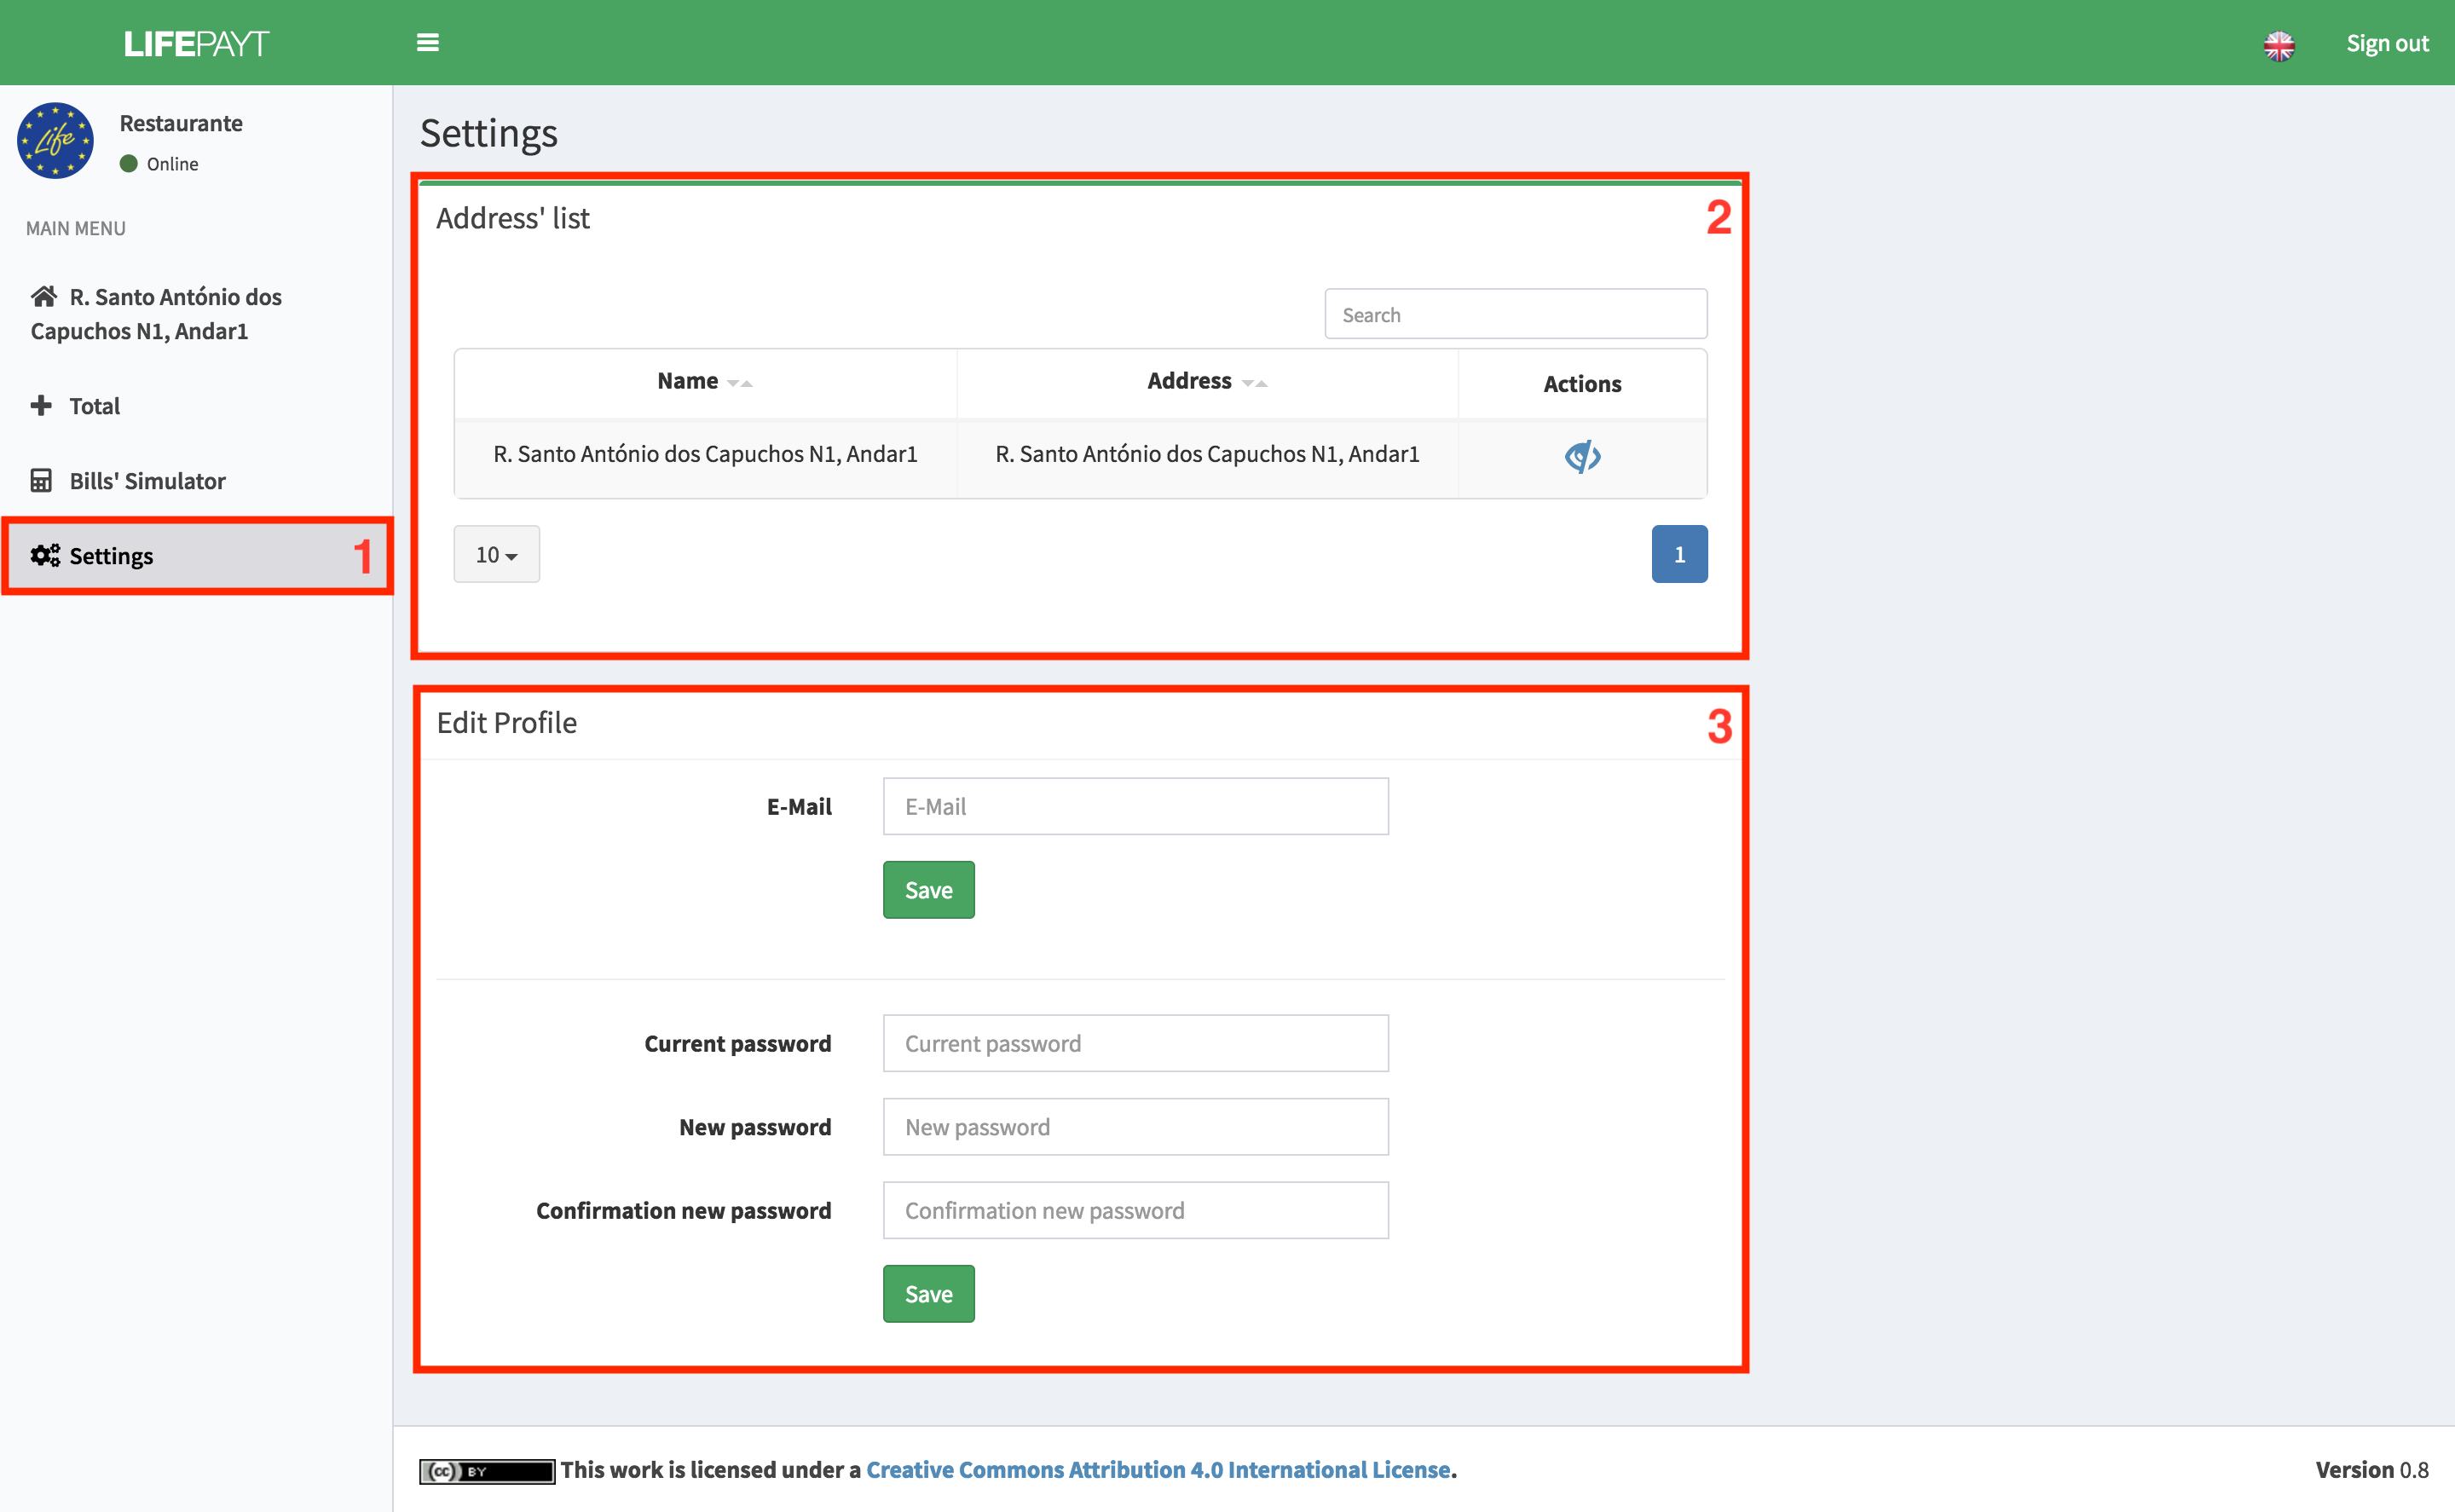 LIFEPAYT
Sign out
Life
Restaurante
Online
MAIN MENU
R. Santo António dos
Capuchos N1, Andar1
Total
Bills' Simulator
Settings 1
Settings
Address' list 2
Search
Name Address Actions
R. Santo António dos Capuchos N1, Andar1 R. Santo António dos Capuchos N1, Andar1
10 1
Edit Profile 3
E-Mail E-Mail
Save
Current password Current password
New password New password
Confirmation new password Confirmation new password
Save
cc BY This work is licensed under a Creative Commons Attribution 4.0 International License. Version 0.8